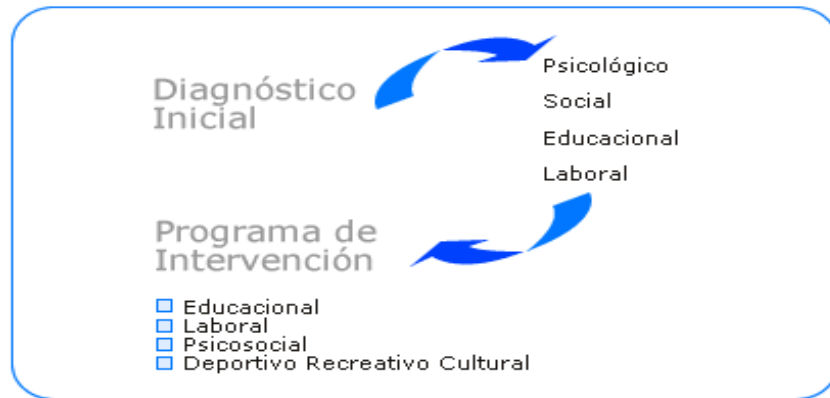 Diagnóstico
Inicial
Psicológico
Social
Educacional
Laboral
Programa de
Intervención
Educacional
Laboral
Psicosocial
Deportivo Recreativo Cultural